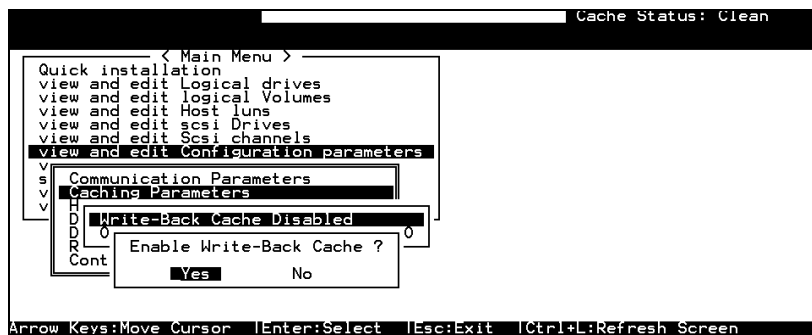 Cache Status: Clean
< Main Menu >
Quick installation
view and edit Logical drives
view and edit logical Volumes
view and edit Host luns
view and edit scsi Drives
view and edit Scsi channels
view and edit Configuration parameters
v
s Communication Parameters
v Caching Parameters
v H
D Write-Back Cache Disabled
D O O
R Enable Write-Back Cache ?
Cont
Yes No
Arrow Keys:Move Cursor |Enter:Select |Esc:Exit |Ctrl+L:Refresh Screen